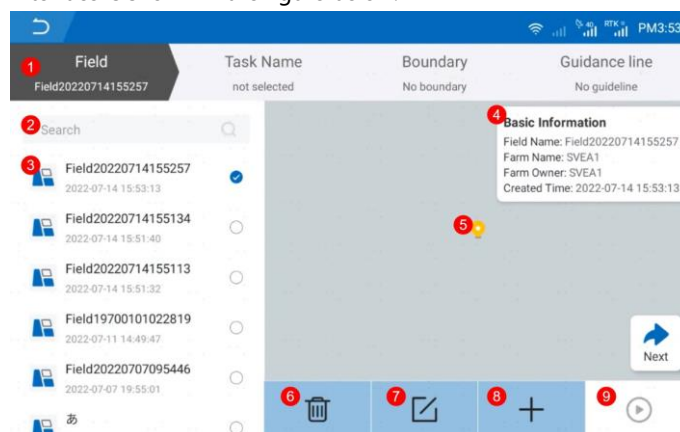 4G RTK PM3:53
1 Field Task Name Boundary Guidance line
Field20220714155257 not selected No boundary No guideline
2 Search
3 Field20220714155257
2022-07-14 15:53:13
Field20220714155134
2022-07-14 15:51:40
Field20220714155113
2022-07-14 15:51:32
Field19700101022819
2022-07-11 14:49:47
Field20220707095446
2022-07-07 19:55:01
あ
4 Basic Information
Field Name: Field20220714155257
Farm Name: SVEA1
Farm Owner: SVEA1
Created Time: 2022-07-14 15:53:13
5
Next
6 7 8 9